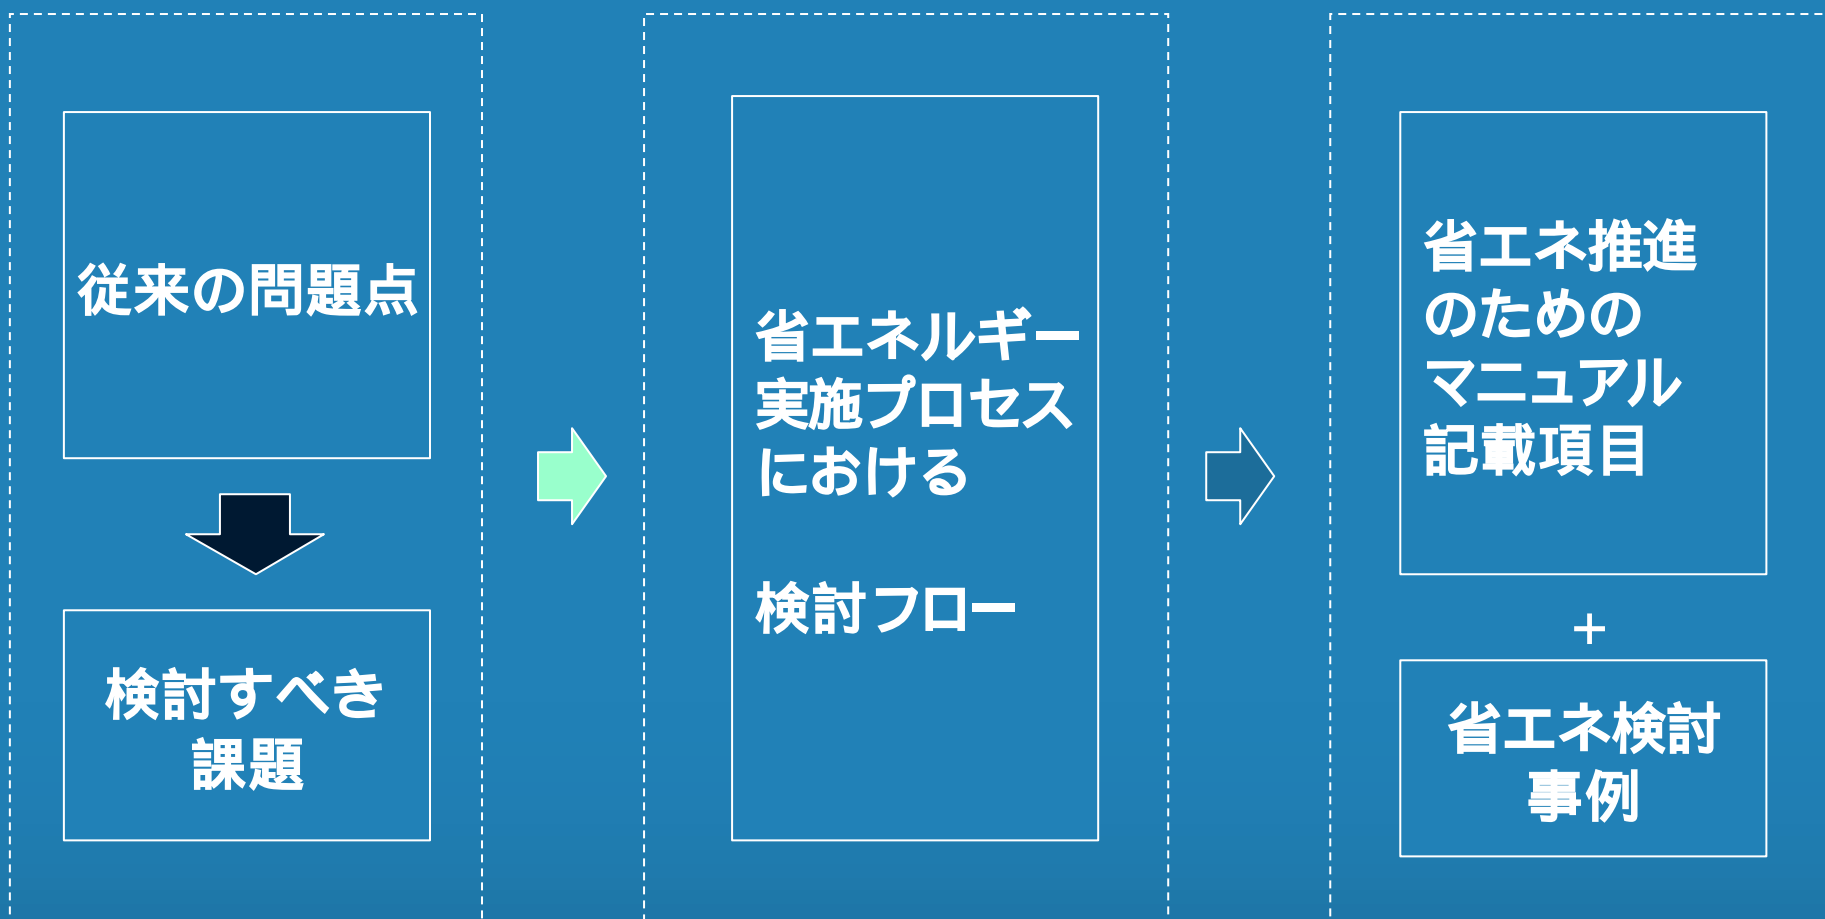 従来の問題点
検討すべき
課題
省エネルギー
実施プロセス
における
検討フロー
省エネ推進
のための
マニュアル
記載項目
+
省エネ検討
事例